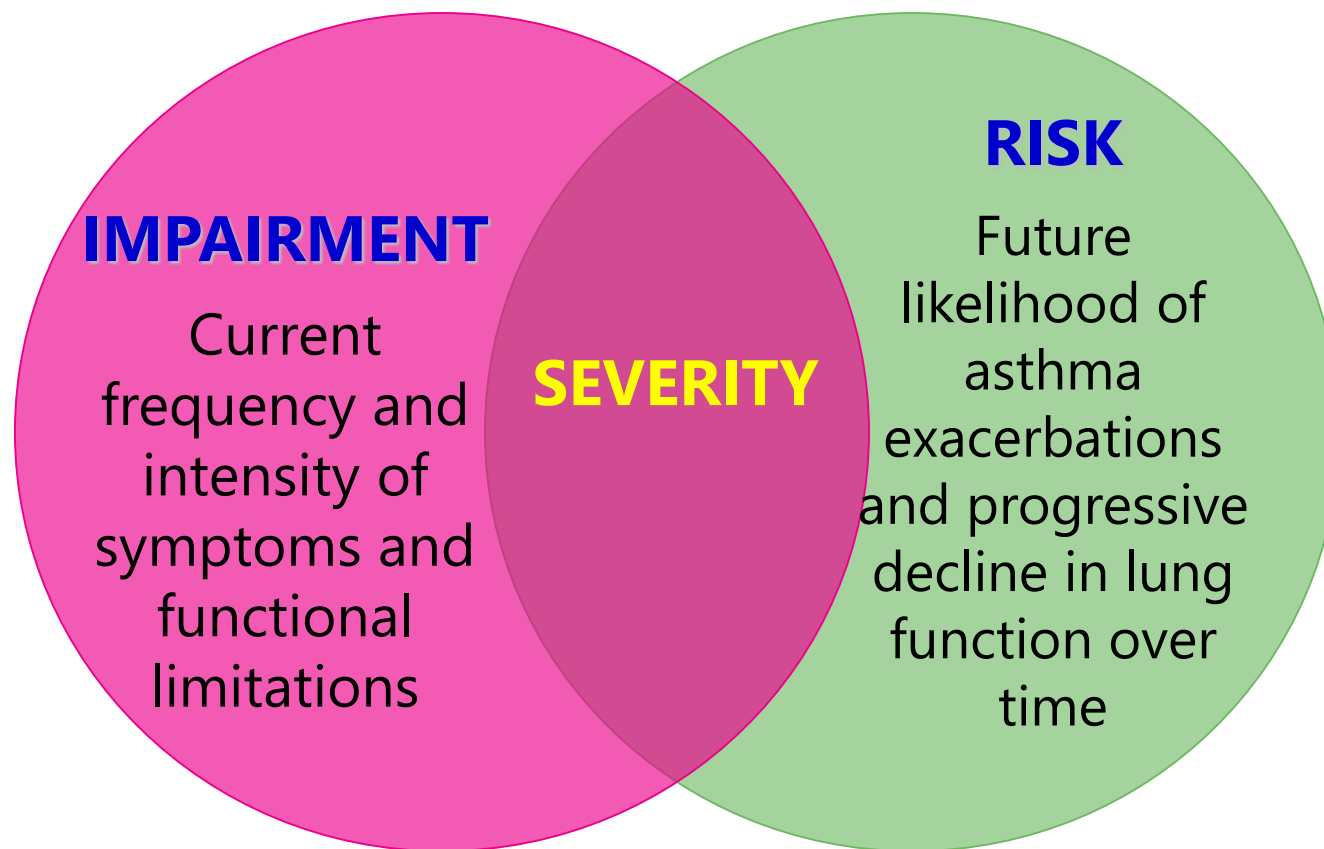 IMPAIRMENT
Current
frequency and
intensity of
symptoms and
functional
limitations
SEVERITY
RISK
Future
likelihood of
asthma
exacerbations
and progressive
decline in lung
function over
time